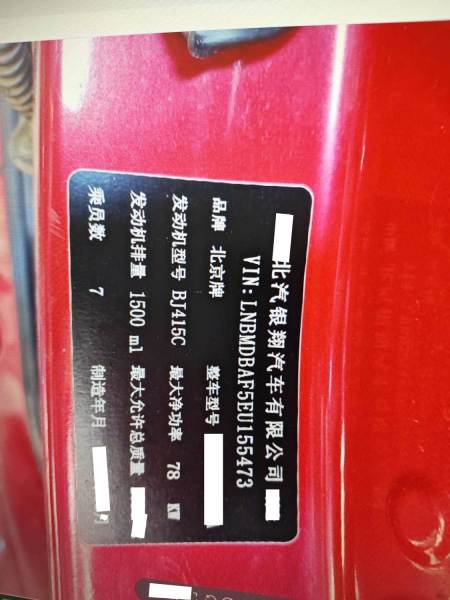 北汽银翔汽车有限公司
VIN:LNBMDBAF5EU155473
品牌 北京牌 整车型号
发动机型号 BJ415C 最大净功率 78 KW
发动机排量 1500 ml 最大允许总质量
乘员数 7 制造年月 月